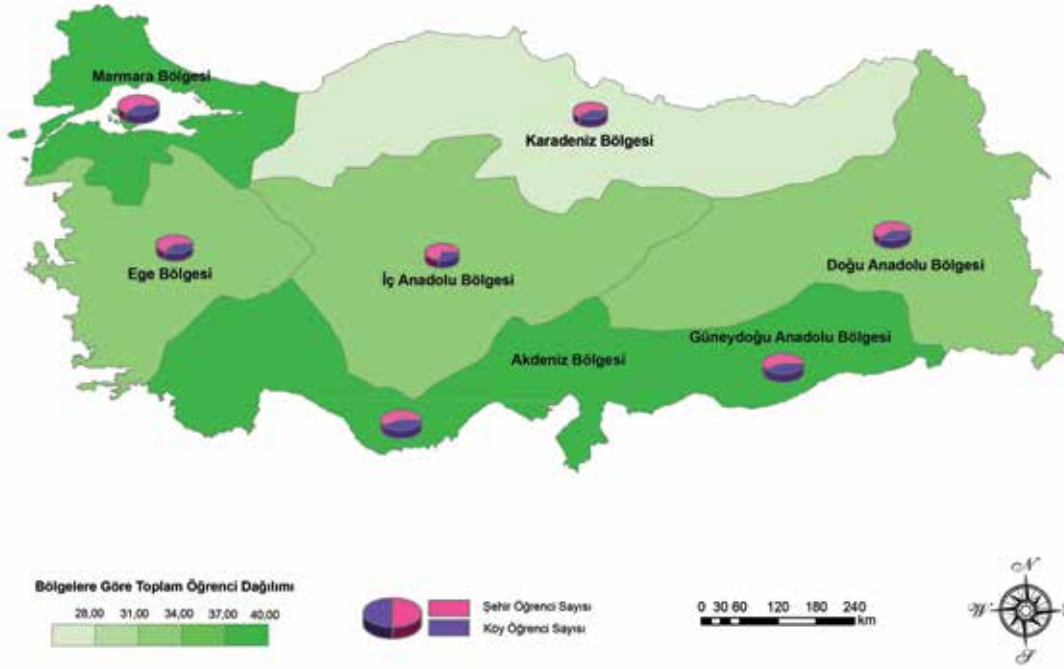 Marmara Bölgesi
Karadeniz Bölgesi
Ege Bölgesi
İç Anadolu Bölgesi
Doğu Anadolu Bölgesi
Güneydoğu Anadolu Bölgesi
Akdeniz Bölgesi
Bölgelere Göre Toplam Öğrenci Dağılımı
28,00 31,00 34,00 37,00 40,00
Şehir Öğrenci Sayısı
Köy Öğrenci Sayısı
0 30 60 120 180 240
km
N
W
S